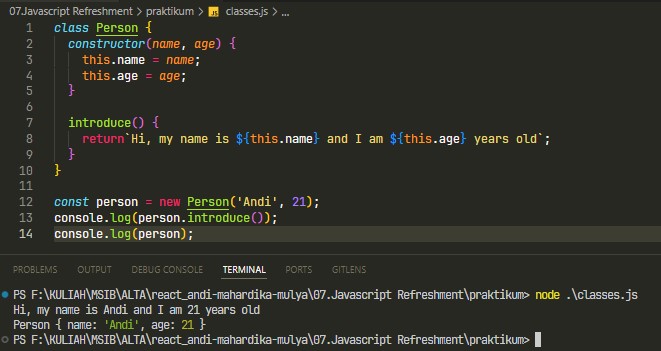 07.Javascript Refreshment > praktikum > JS classes.js > ...
1 class Person {
2 constructor(name, age) {
3 this.name = name;
4 this.age = age;
5 }
6
7 introduce() {
8 return`Hi, my name is ${this.name} and I am ${this.age} years old`;
9 }
10 }
11
12 const person = new Person('Andi', 21);
13 console.log(person.introduce());
14 console.log(person);
PROBLEMS OUTPUT DEBUG CONSOLE TERMINAL PORTS GITLENS
PS F:\KULIAH\MSIB\ALTA\react_andi-mahardika-mulya\07.Javascript Refreshment\praktikum> node .\classes.js
Hi, my name is Andi and I am 21 years old
Person { name: 'Andi', age: 21 }
PS F:\KULIAH\MSIB\ALTA\react_andi-mahardika-mulya\07.Javascript Refreshment\praktikum>